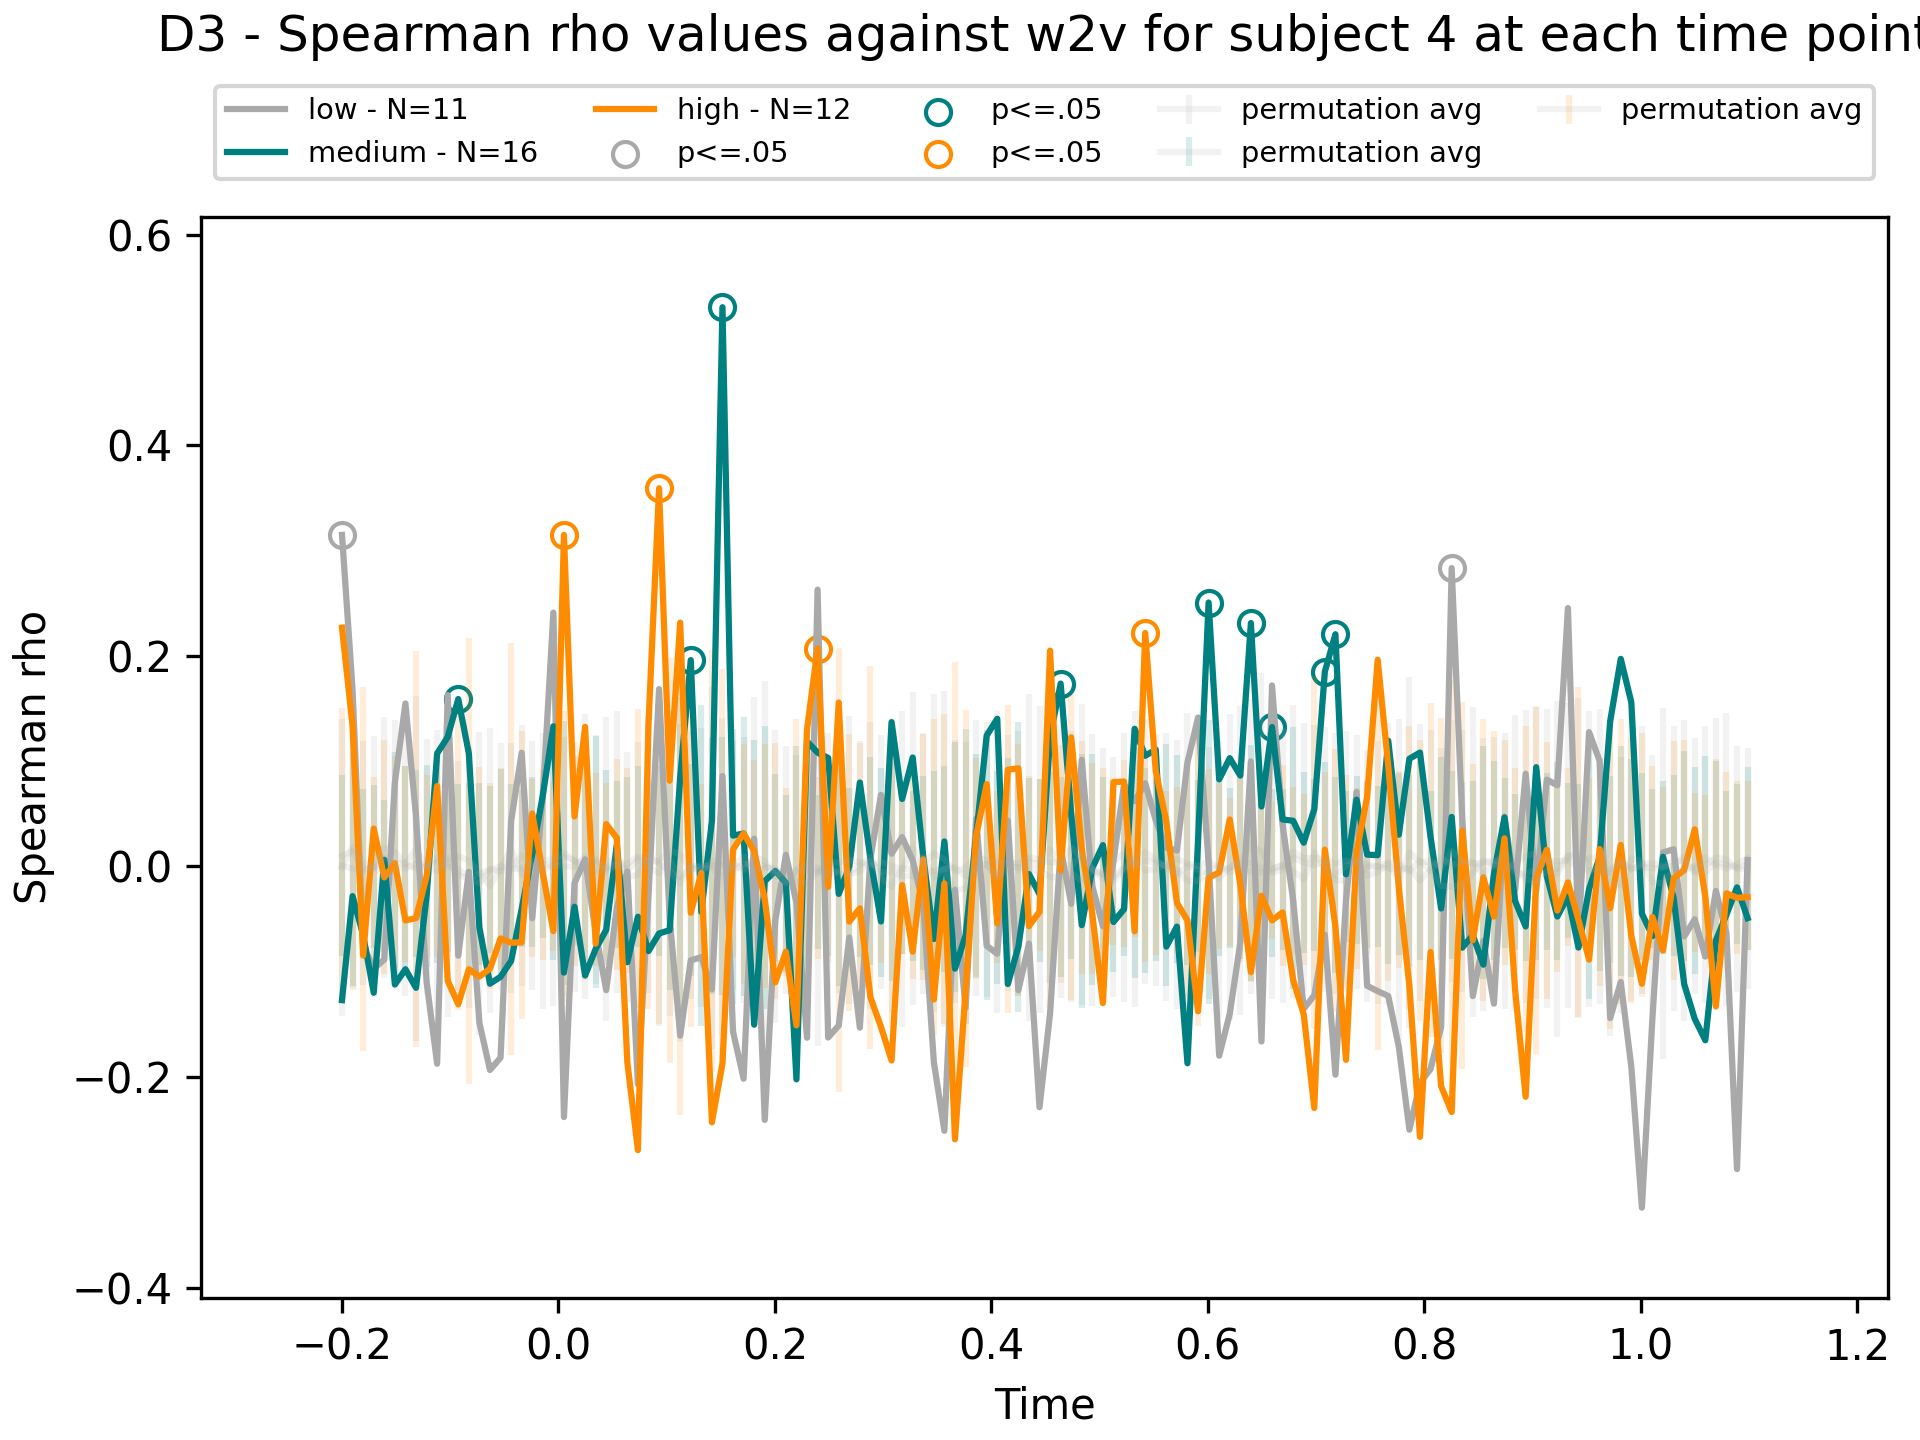 D3 - Spearman rho values against w2v for subject 4 at each time point
low - N=11
medium - N=16
high - N=12
p<=.05
p<=.05
p<=.05
permutation avg
permutation avg
permutation avg
0.6
0.4
0.2
0.0
−0.2
−0.4
Spearman rho
−0.2 0.0 0.2 0.4 0.6 0.8 1.0 1.2
Time